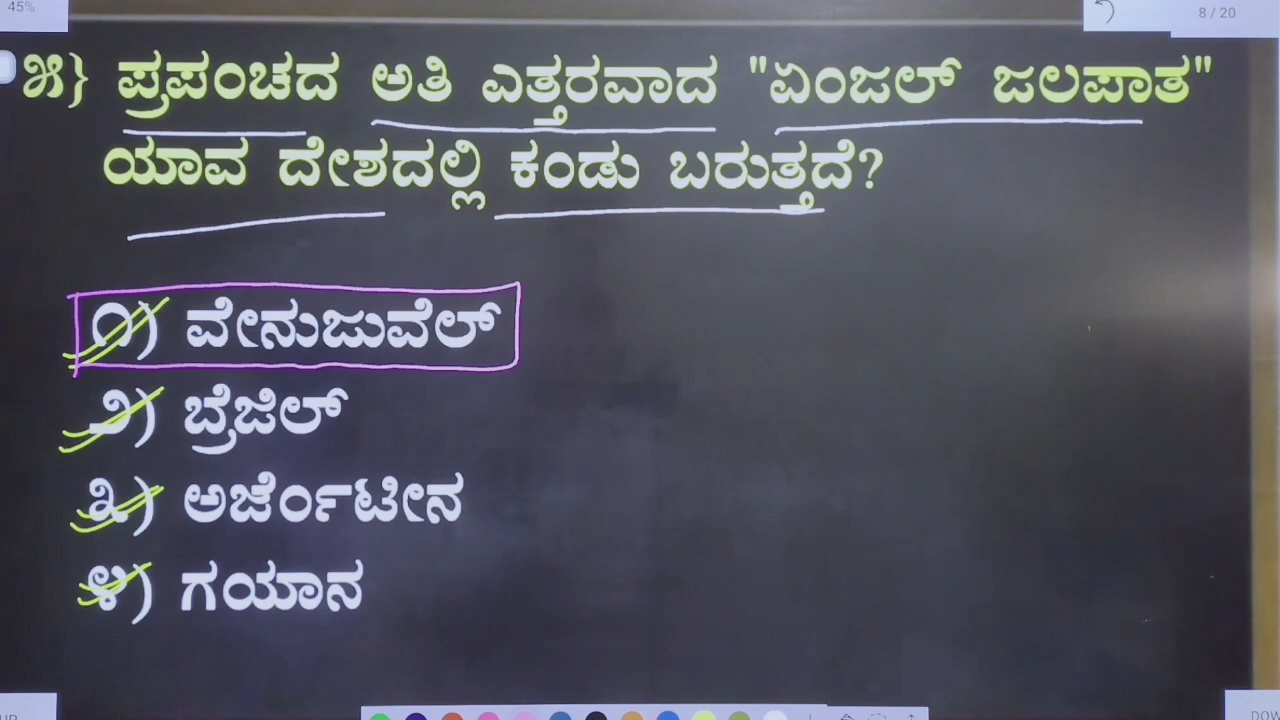 45%
8 / 20
೫} ಪ್ರಪಂಚದ ಅತಿ ಎತ್ತರವಾದ "ಏಂಜಲ್ ಜಲಪಾತ"
ಯಾವ ದೇಶದಲ್ಲಿ ಕಂಡು ಬರುತ್ತದೆ?
೧) ವೇನುಜುವೆಲ್
೨) ಬ್ರೆಜಿಲ್
೩) ಅರ್ಜೆಂಟೀನ
೪) ಗಯಾನ